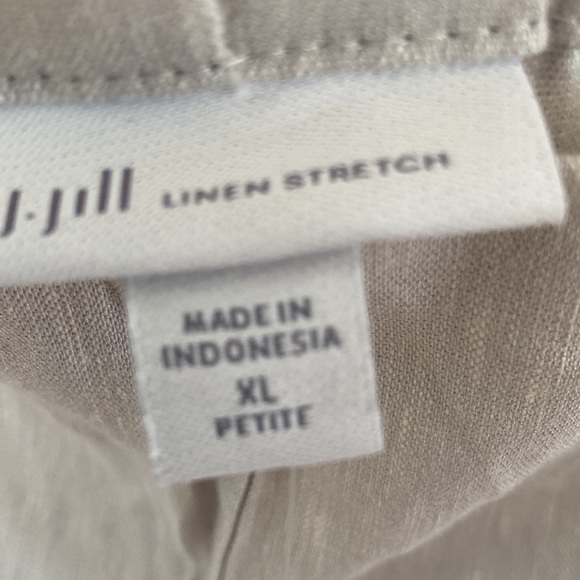 J.Jill LINEN STRETCH
MADE IN
INDONESIA
XL
PETITE